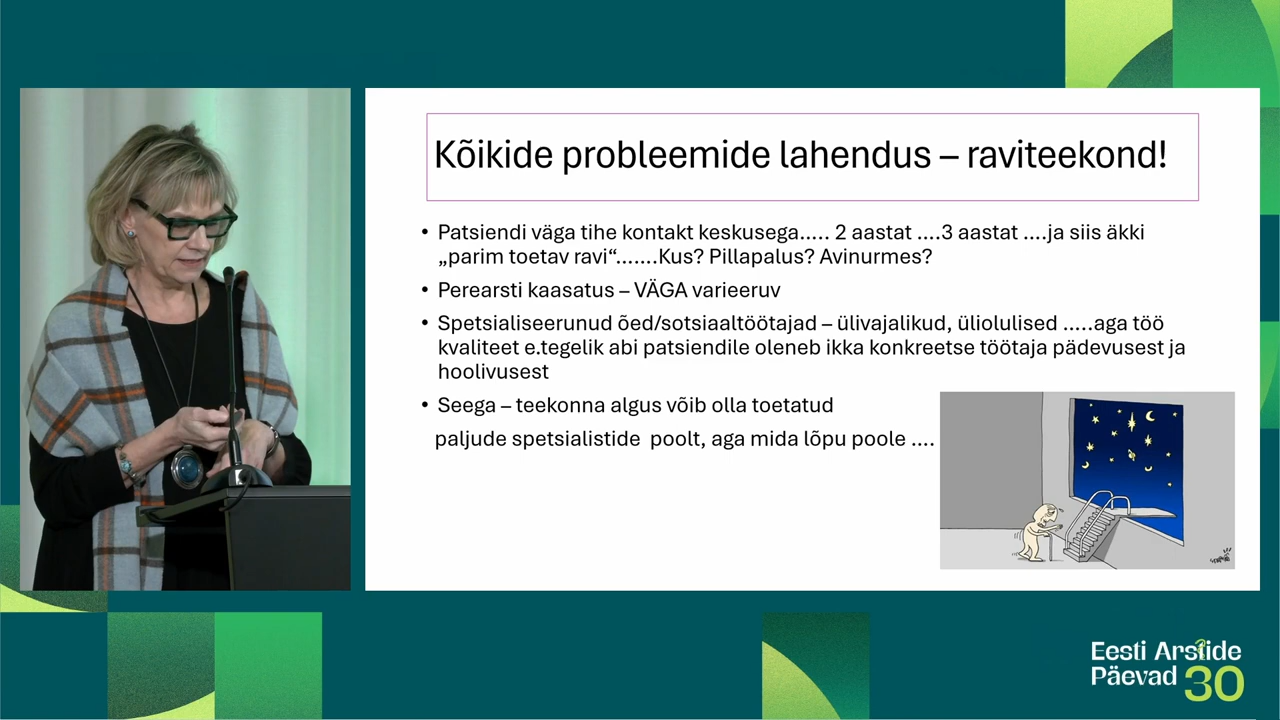 Kõikide probleemide lahendus – raviteekond!
• Patsiendi väga tihe kontakt keskusega..... 2 aastat ....3 aastat ....ja siis äkki
„parim toetav ravi“.......Kus? Pillapalus? Avinurmes?
• Perearsti kaasatus – VÄGA varieeruv
• Spetsialiseerunud õed/sotsiaaltöötajad – ülivajalikud, üliolulised .....aga töö
kvaliteet e.tegelik abi patsiendile oleneb ikka konkreetse töötaja pädevusest ja
hoolivusest
• Seega – teekonna algus võib olla toetatud
paljude spetsialistide poolt, aga mida lõpu poole ....
Eesti Arstide
Päevad 30